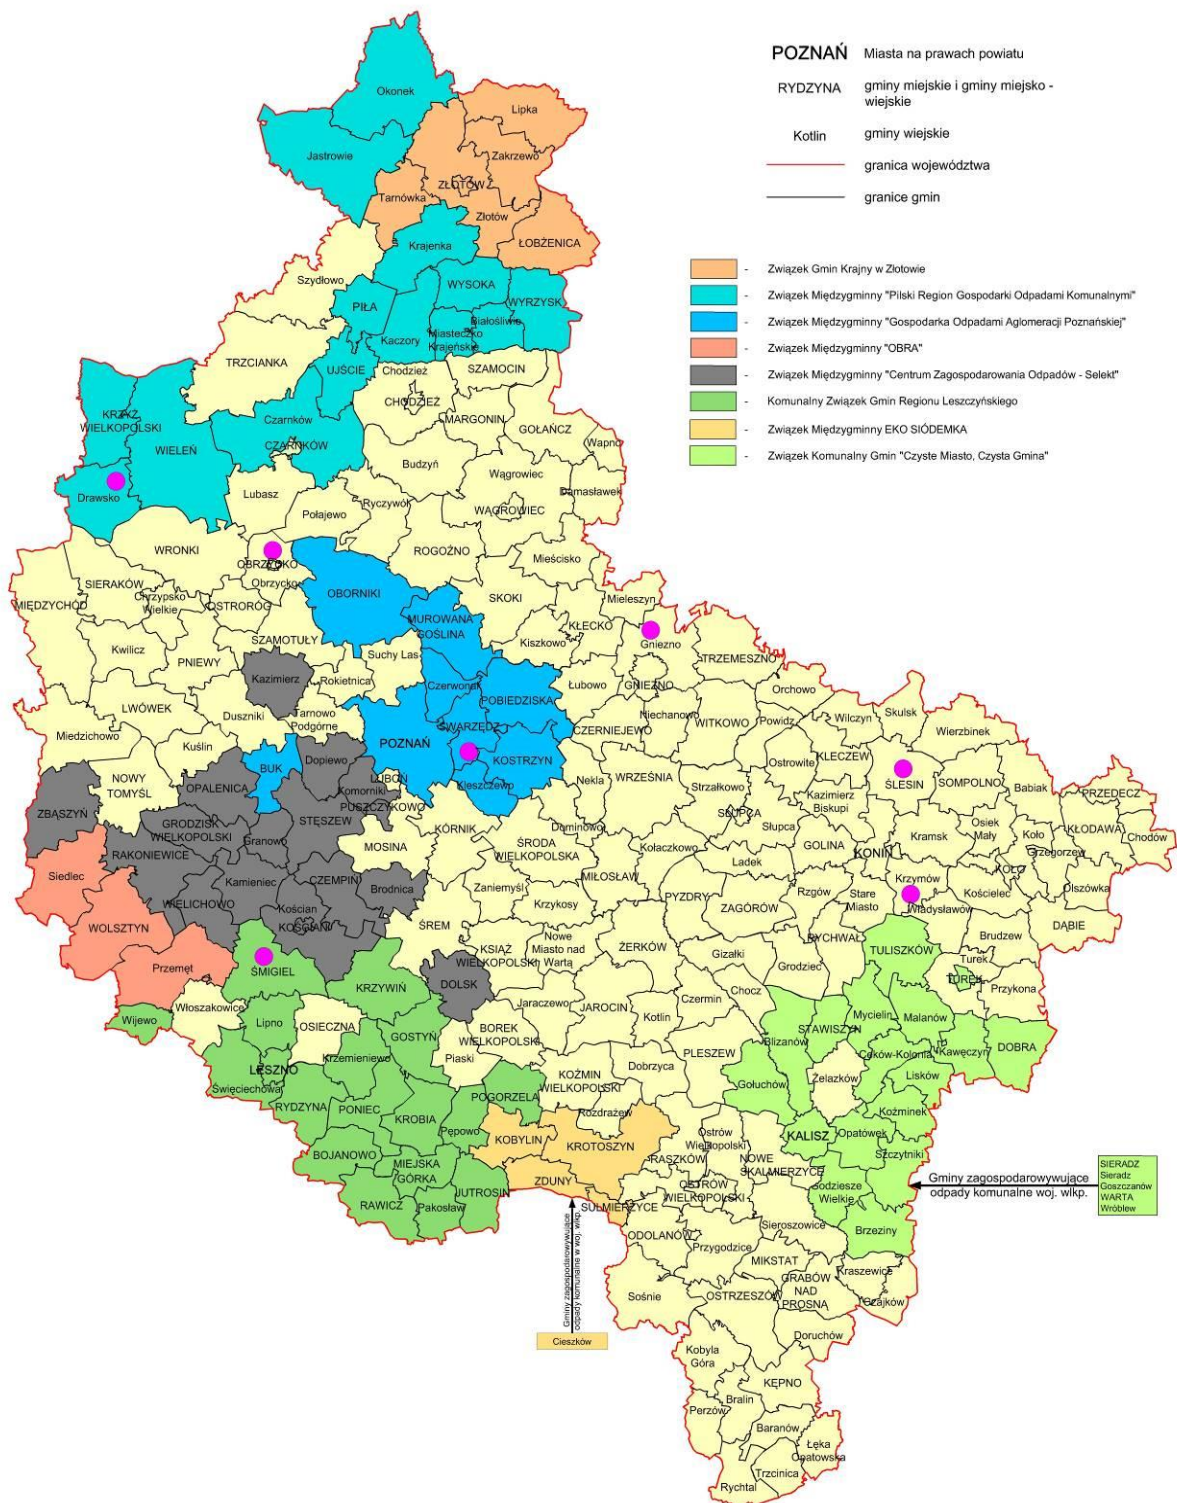 POZNAŃ Miasta na prawach powiatu
RYDZYNA gminy miejskie i gminy miejsko -
wiejskie
Kotlin gminy wiejskie
granica województwa
granice gmin
- Związek Gmin Krajny w Złotowie
- Związek Międzygminny "Pilski Region Gospodarki Odpadami Komunalnymi"
- Związek Międzygminny "Gospodarka Odpadami Aglomeracji Poznańskiej"
- Związek Międzygminny "OBRA"
- Związek Międzygminny "Centrum Zagospodarowania Odpadów - Selekt"
- Komunalny Związek Gmin Regionu Leszczyńskiego
- Związek Międzygminny EKO SIÓDEMKA
- Związek Komunalny Gmin "Czyste Miasto, Czysta Gmina"
Okonek
Lipka
Jastrowie
Zakrzewo
ZŁOTÓW
Tarnówka
Złotów
ŁOBŻENICA
Krajenka
Szydłowo
WYSOKA
WYRZYSK
PIŁA
Białośliwie
Miasteczko
Krajeńskie
Kaczory
TRZCIANKA
UJŚCIE
Chodzież
SZAMOCIN
CHODZIEŻ
KRZYŻ
WIELKOPOLSKI
Czarnków
MARGONIN
GOŁAŃCZ
WIELEŃ
CZARNKÓW
Wapno
Budzyń
Wągrowiec
Drawsko
Lubasz
Damasławek
Ryczywół
Połajewo
WĄGROWIEC
WRONKI
ROGOŹNO
Mieścisko
OBRZYCKO
SIERAKÓW
Obrzycko
OBORNIKI
Chrzypsko
Wielkie
SKOKI
Mieleszyn
MIĘDZYCHÓD
OSTRORÓG
MUROWANA
GOŚLINA
KŁECKO
SZAMOTUŁY
Kwilicz
Kiszkowo
Gniezno
PNIEWY
Suchy Las
TRZEMESZNO
Kazimierz
Rokietnica
Czerwonak
Łubowo
GNIEZNO
Orchowo
LWÓWEK
POBIEDZISKA
Niechanowo
Duszniki
Tarnowo
Podgórne
SWARZĘDZ
CZERNIEJEWO
WITKOWO
Powidz
Wilczyn
Skulsk
Wierzbinek
Miedzichowo
Kuślin
POZNAŃ
KLECZEW
BUK
Dopiewo
KOSTRZYN
Ostrowite
NOWY
TOMYŚL
OPALENICA
LUBOŃ
Kleszczewo
Nekla
WRZEŚNIA
Strzałkowo
Kazimierz
Biskupi
ŚLESIN
SOMPOLNO
Babiak
PRZEDECZ
ZBĄSZYŃ
Komorniki
PUSZCZYKOWO
SŁUPCA
Osiek
Mały
GRODZISK
WIELKOPOLSKI
STĘSZEW
KÓRNIK
Dominowo
Słupca
Kramsk
Koło
KŁODAWA
Chodów
RAKONIEWICE
Granowo
MOSINA
ŚRODA
WIELKOPOLSKA
Kołaczkowo
GOLINA
KONIN
Grzegorzew
Siedlec
Kamieniec
CZEMPIŃ
Brodnica
Zaniemyśl
MIŁOSŁAW
Lądek
Krzymów
KOŁO
Olszówka
WIELICHOWO
Kościan
Krzykosy
PYZDRY
ZAGÓRÓW
Rzgów
Stare
Miasto
Kościelec
WOLSZTYN
KOŚCIAN
ŚREM
Władysławów
DĄBIE
KSIĄŻ
WIELKOPOLSKI
Nowe
Miasto nad
Wartą
ŻERKÓW
RYCHWAŁ
TULISZKÓW
Brudzew
Przemęt
ŚMIGIEL
Gizałki
Grodziec
Turek
TUREK
KRZYWIŃ
DOLSK
Przykona
Włoszakowice
Jaraczewo
JAROCIN
Czermin
Chocz
Wijewo
Lipno
OSIECZNA
GOSTYŃ
BOREK
WIELKOPOLSKI
Kotlin
STAWISZYN
Mycielin
Malanów
LESZNO
Krzemieniewo
Piaski
PLESZEW
Blizanów
Ceków-Kolonia
Kawęczyn
DOBRA
Święciechowa
KOŹMIN
WIELKOPOLSKI
Dobrzyca
Gołuchów
Żelazków
Lisków
RYDZYNA
PONIEC
KROBIA
POGORZELA
Rozdrażew
Koźminek
Pępowo
KOBYLIN
KROTOSZYN
Ostrów
Wielkopolski
KALISZ
Opatówek
BOJANOWO
MIEJSKA
GÓRKA
RASZKÓW
NOWE
SKALMIERZYCE
Szczytniki
ZDUNY
JUTROSIN
OSTRÓW
WIELKOPOLSKI
Godziesze
Wielkie
RAWICZ
Pakosław
SULMIERZYCE
Gminy zagospodarowywujące
odpady komunalne woj. wlkp.
SIERADZ
Sieradz
Goszczanów
WARTA
Wróblew
Sieroszowice
Brzeziny
ODOLANÓW
Przygodzice
MIKSTAT
Kraszewice
GRABÓW
NAD
PROSNĄ
Czajków
Sośnie
OSTRZESZÓW
Gminy zagospodarowywujące
odpady komunalne w woj. wlkp.
Cieszków
Doruchów
Kobyla
Góra
KĘPNO
Bralin
Perzów
Baranów
Łęka
Opatowska
Trzcinica
Rychtal